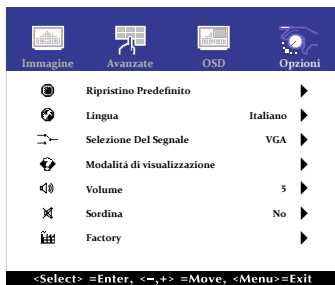 Immagine Avanzate OSD Opzioni
Ripristino Predefinito
Lingua Italiano
Selezione Del Segnale VGA
Modalitá di visualizzazione
Volume 5
Sordina No
Factory
<Select> =Enter, <–,+> =Move, <Menu>=Exit